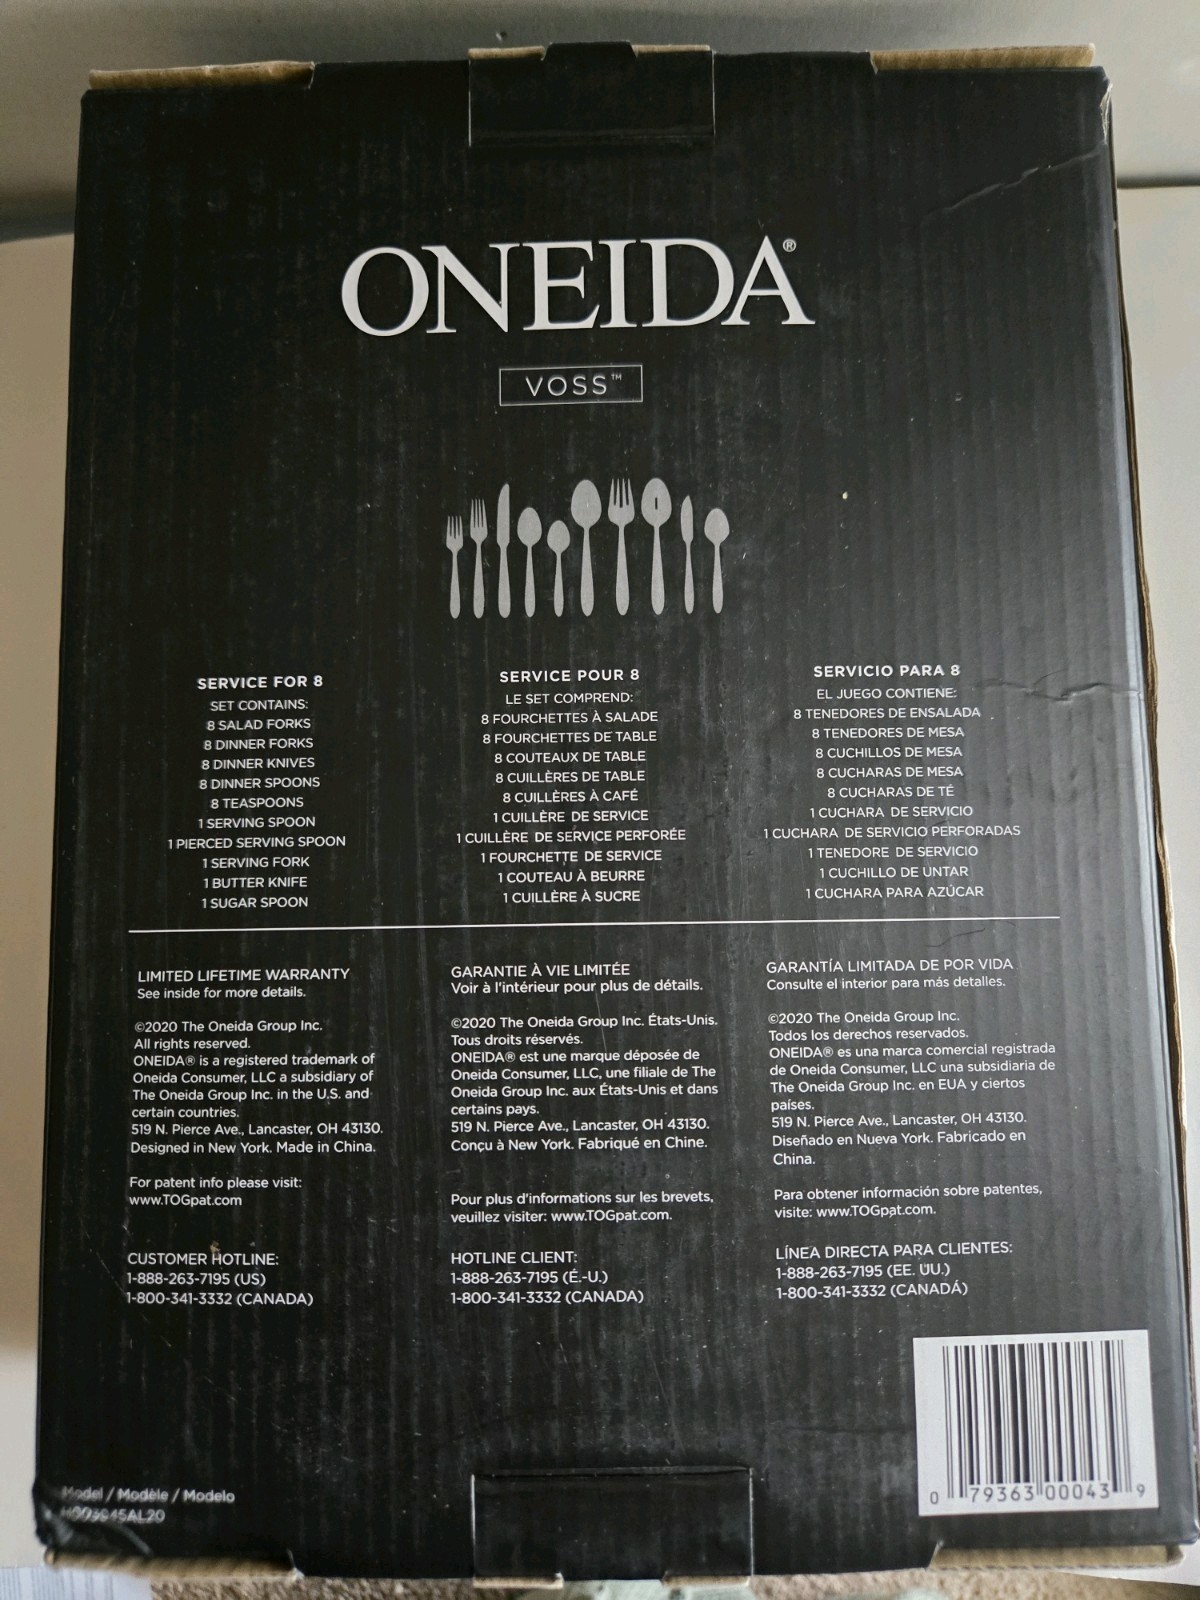 ONEIDA®
VOSS™
SERVICE FOR 8
SET CONTAINS:
8 SALAD FORKS
8 DINNER FORKS
8 DINNER KNIVES
8 DINNER SPOONS
8 TEASPOONS
1 SERVING SPOON
1 PIERCED SERVING SPOON
1 SERVING FORK
1 BUTTER KNIFE
1 SUGAR SPOON
SERVICE POUR 8
LE SET COMPREND:
8 FOURCHETTES À SALADE
8 FOURCHETTES DE TABLE
8 COUTEAUX DE TABLE
8 CUILLÈRES DE TABLE
8 CUILLÈRES À CAFÉ
1 CUILLÈRE DE SERVICE
1 CUILLÈRE DE SERVICE PERFORÉE
1 FOURCHETTE DE SERVICE
1 COUTEAU À BEURRE
1 CUILLÈRE À SUCRE
SERVICIO PARA 8
EL JUEGO CONTIENE:
8 TENEDORES DE ENSALADA
8 TENEDORES DE MESA
8 CUCHILLOS DE MESA
8 CUCHARAS DE MESA
8 CUCHARAS DE TÉ
1 CUCHARA DE SERVICIO
1 CUCHARA DE SERVICIO PERFORADAS
1 TENEDORE DE SERVICIO
1 CUCHILLO DE UNTAR
1 CUCHARA PARA AZÚCAR
LIMITED LIFETIME WARRANTY
See inside for more details.
©2020 The Oneida Group Inc.
All rights reserved.
ONEIDA® is a registered trademark of
Oneida Consumer, LLC a subsidiary of
The Oneida Group Inc. in the U.S. and
certain countries.
519 N. Pierce Ave., Lancaster, OH 43130.
Designed in New York. Made in China.
For patent info please visit:
www.TOGpat.com
CUSTOMER HOTLINE:
1-888-263-7195 (US)
1-800-341-3332 (CANADA)
GARANTIE À VIE LIMITÉE
Voir à l'intérieur pour plus de détails.
©2020 The Oneida Group Inc. États-Unis.
Tous droits réservés.
ONEIDA® est une marque déposée de
Oneida Consumer, LLC, une filiale de The
Oneida Group Inc. aux États-Unis et dans
certains pays.
519 N. Pierce Ave., Lancaster, OH 43130.
Conçu à New York. Fabriqué en Chine.
Pour plus d'informations sur les brevets,
veuillez visiter: www.TOGpat.com.
HOTLINE CLIENT:
1-888-263-7195 (É.-U.)
1-800-341-3332 (CANADA)
GARANTÍA LIMITADA DE POR VIDA
Consulte el interior para más detalles.
©2020 The Oneida Group Inc.
Todos los derechos reservados.
ONEIDA® es una marca comercial registrada
de Oneida Consumer, LLC una subsidiaria de
The Oneida Group Inc. en EUA y ciertos
países.
519 N. Pierce Ave., Lancaster, OH 43130.
Diseñado en Nueva York. Fabricado en
China.
Para obtener información sobre patentes,
visite: www.TOGpat.com.
LÍNEA DIRECTA PARA CLIENTES:
1-888-263-7195 (EE. UU.)
1-800-341-3332 (CANADÁ)
Model / Modèle / Modelo
0 79363 00043 9